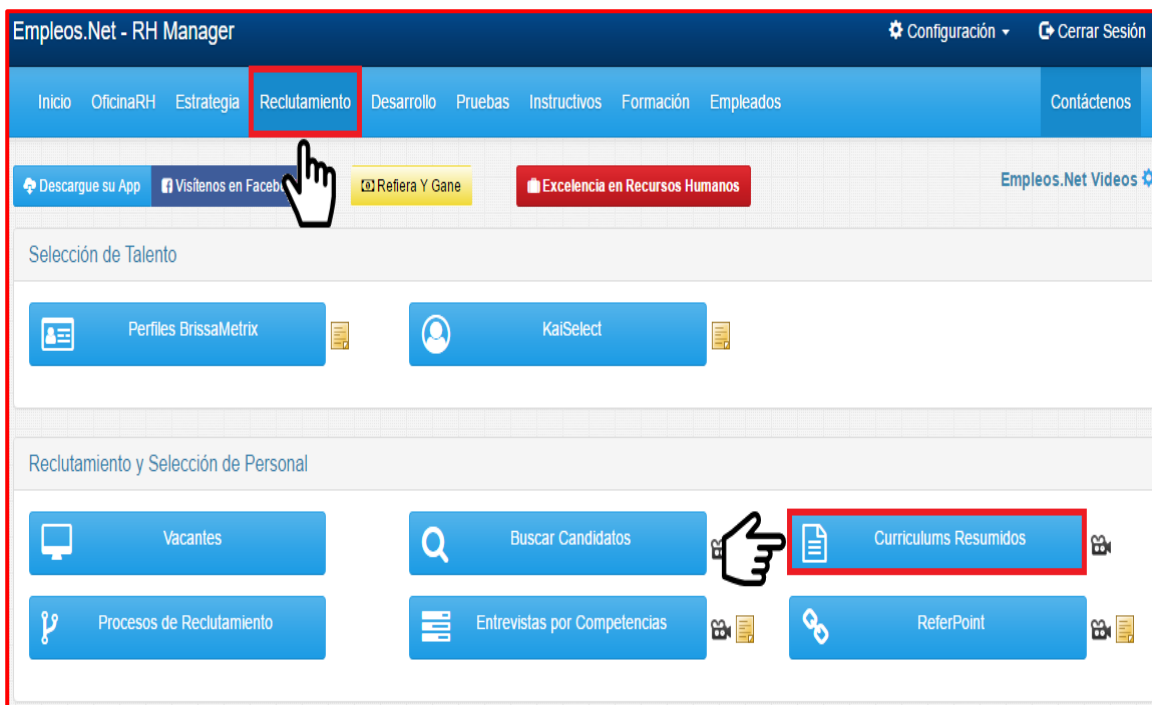 Empleos.Net - RH Manager Configuración Cerrar Sesión
Inicio OficinaRH Estrategia Reclutamiento Desarrollo Pruebas Instructivos Formación Empleados Contáctenos
Descargue su App Visítenos en Refiera Y Gane Excelencia en Recursos Humanos Empleos.Net Videos
Selección de Talento
Perfiles BrissaMetrix KaiSelect
Reclutamiento y Selección de Personal
Vacantes Buscar Candidatos Curriculums Resumidos
Procesos de Reclutamiento Entrevistas por Competencias ReferPoint